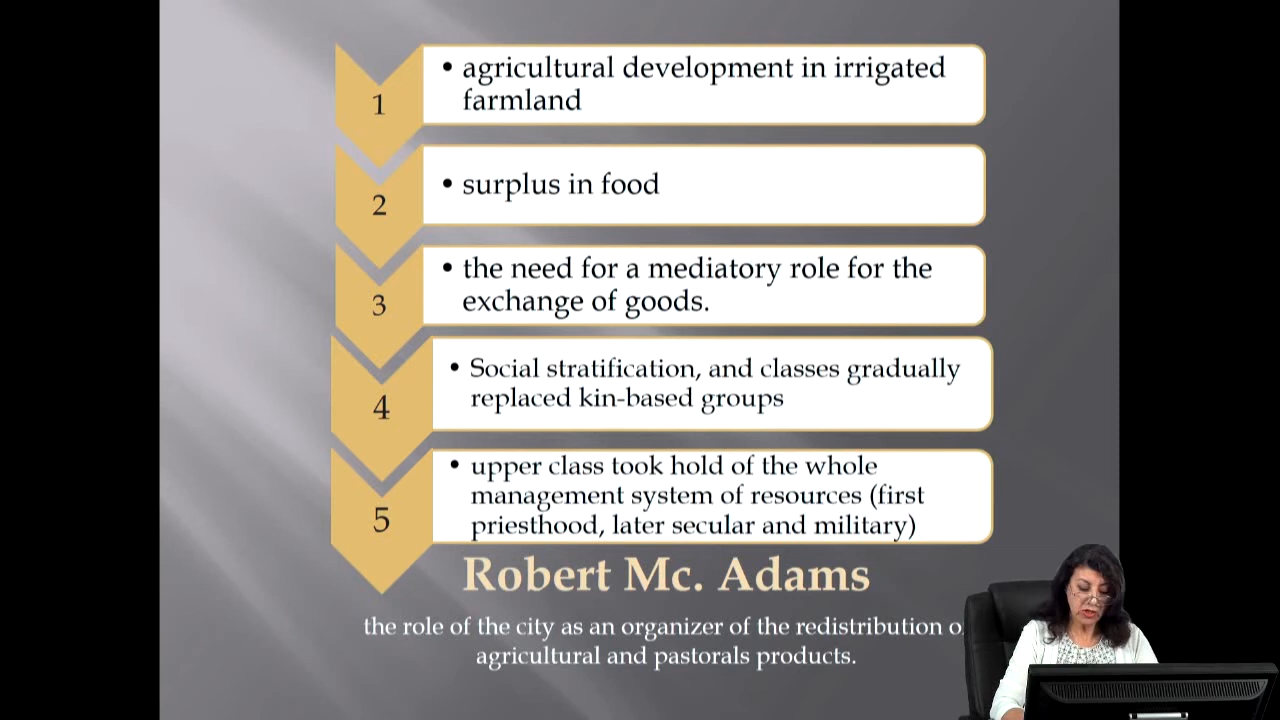 1
• agricultural development in irrigated
farmland
2
• surplus in food
3
• the need for a mediatory role for the
exchange of goods.
4
• Social stratification, and classes gradually
replaced kin-based groups
5
• upper class took hold of the whole
management system of resources (first
priesthood, later secular and military)
Robert Mc. Adams
the role of the city as an organizer of the redistribution
agricultural and pastorals products.